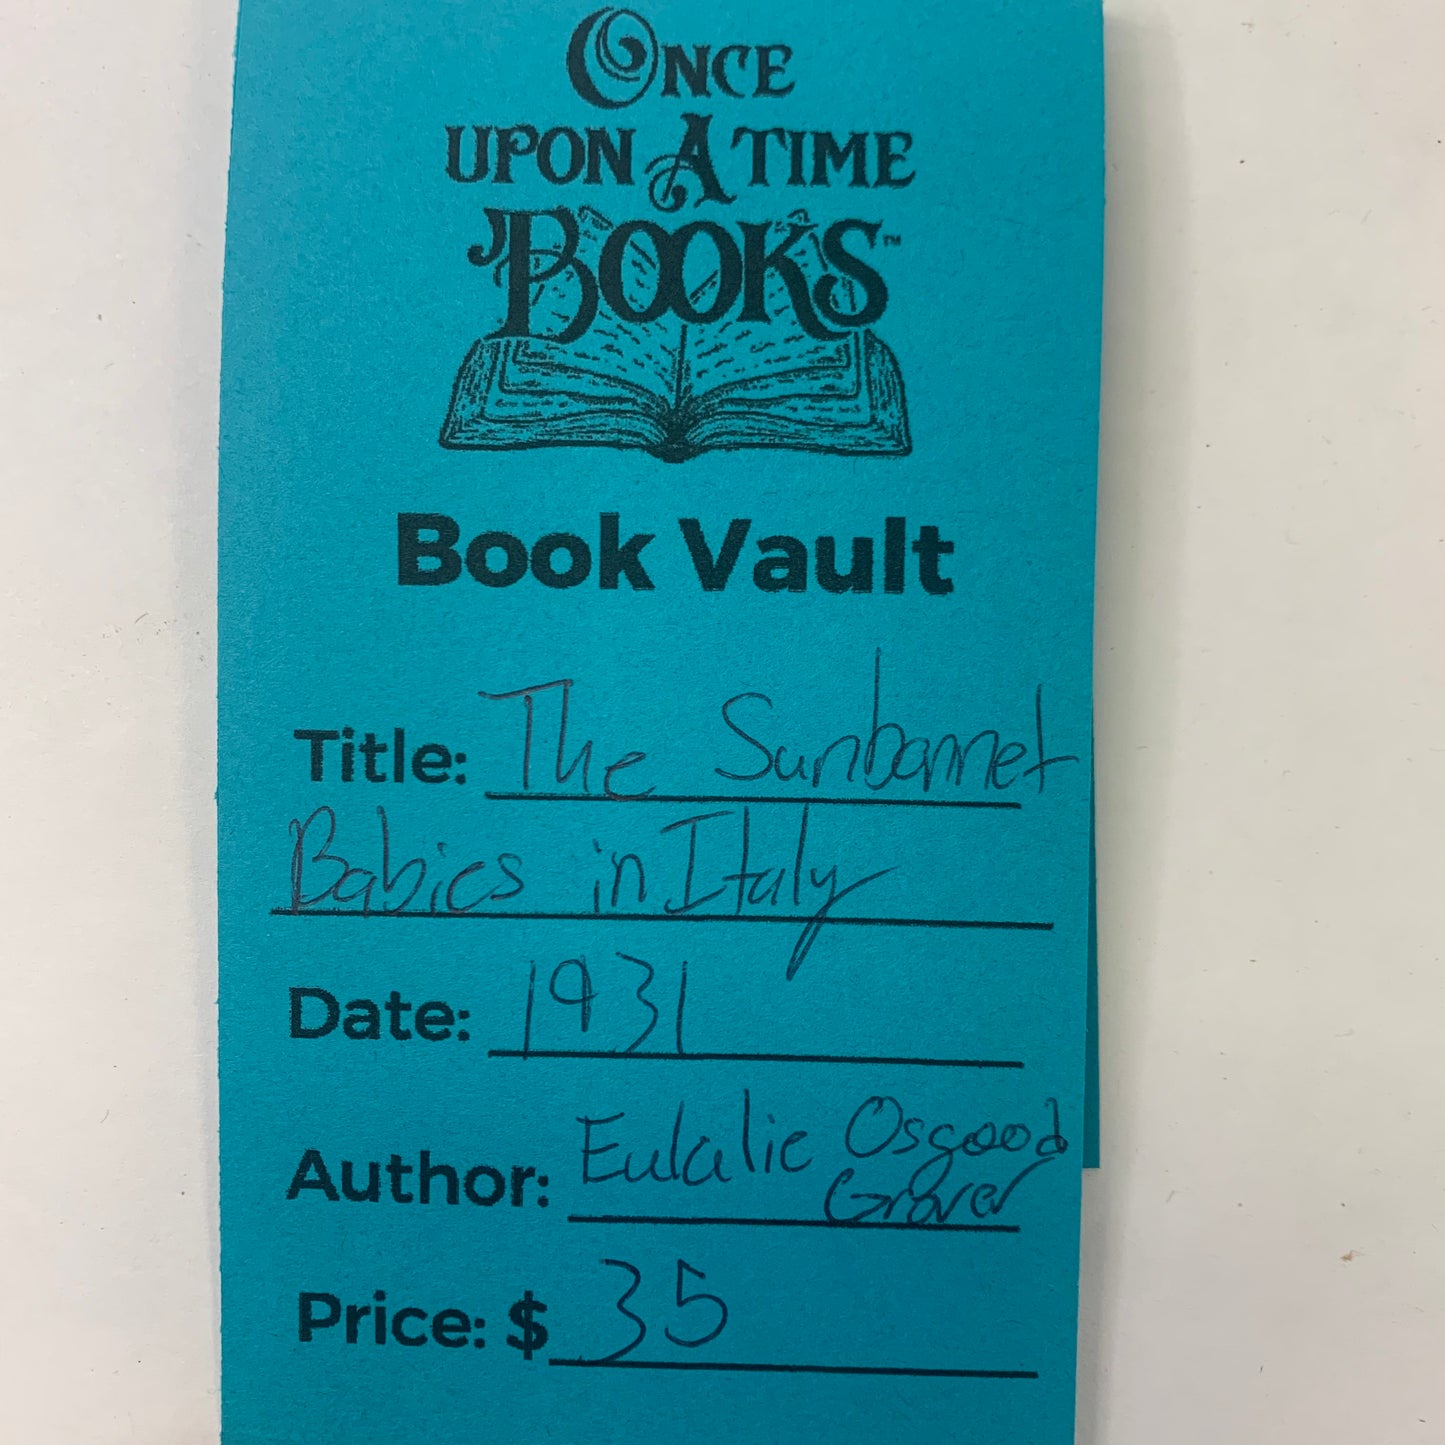 ONCE
UPON A TIME
BOOKS™
Book Vault
Title: The Sunbonnet
Babies in Italy
Date: 1931
Author: Eulalie Osgood
Grover
Price: $ 35